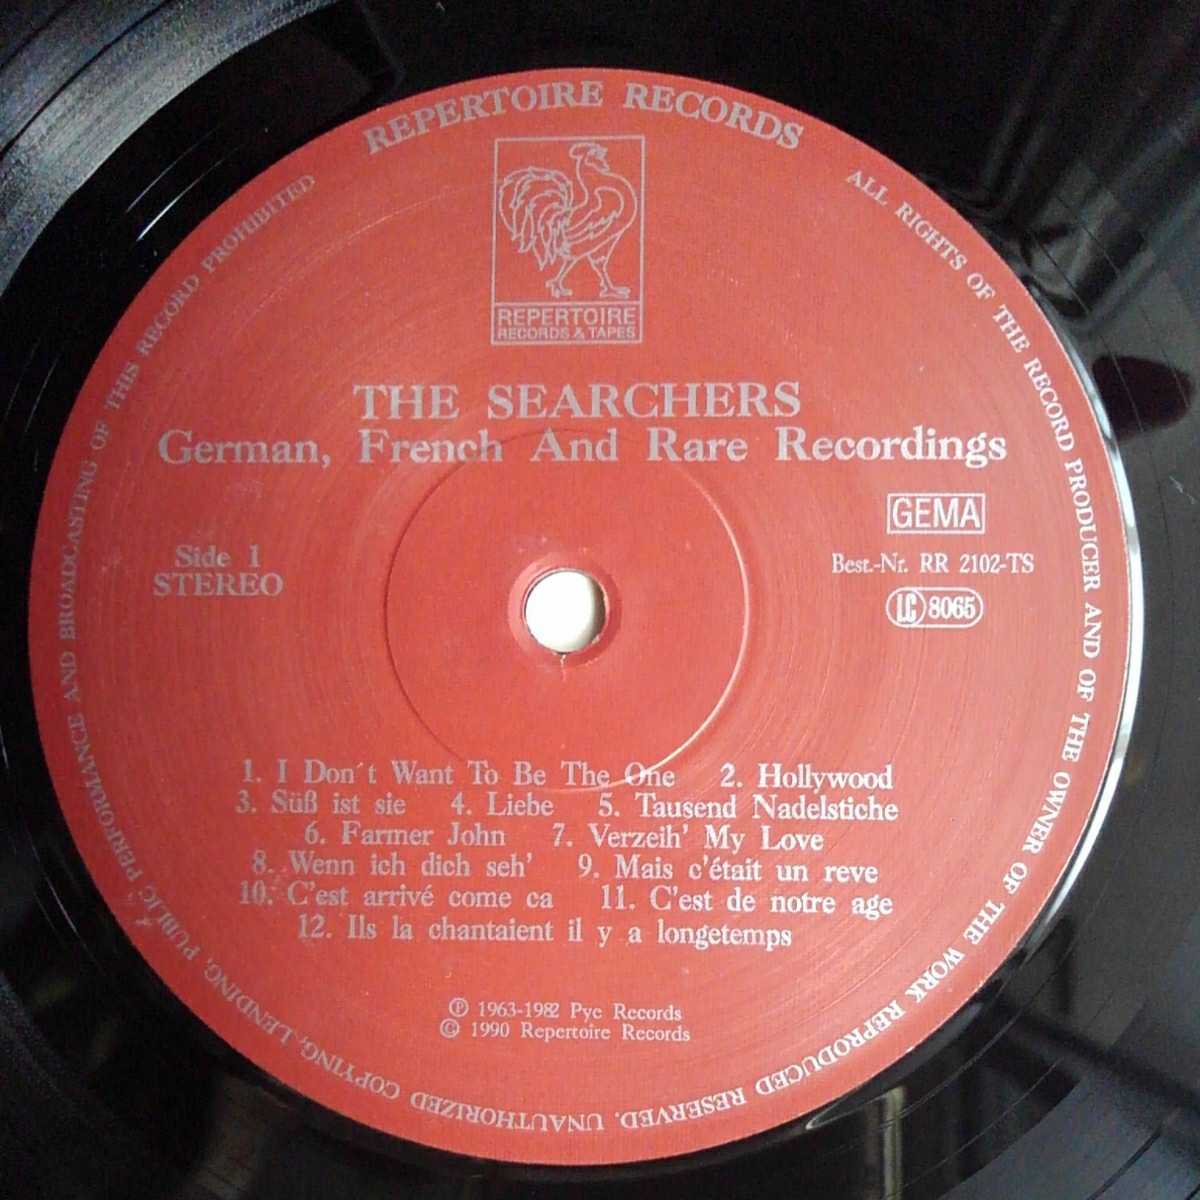 REPERTOIRE RECORDS
ALL RIGHTS OF THE RECORD PRODUCER AND OF THE OWNER OF THE WORK REPRODUCED RESERVED. UNAUTHORIZED COPYING, LENDING, PUBLIC PERFORMANCE AND BROADCASTING OF THIS RECORD PROHIBITED
REPERTOIRE
RECORDS & TAPES
THE SEARCHERS
German, French And Rare Recordings
GEMA
Side 1
STEREO
Best.-Nr. RR 2102-TS
LC 8065
1. I Don´t Want To Be The One 2. Hollywood
3. Süß ist sie 4. Liebe 5. Tausend Nadelstiche
6. Farmer John 7. Verzeih' My Love
8. Wenn ich dich seh' 9. Mais c'était un reve
10. C'est arrivé come ca 11. C'est de notre age
12. Ils la chantaient il y a longetemps
Ⓟ 1963-1982 Pye Records
© 1990 Repertoire Records